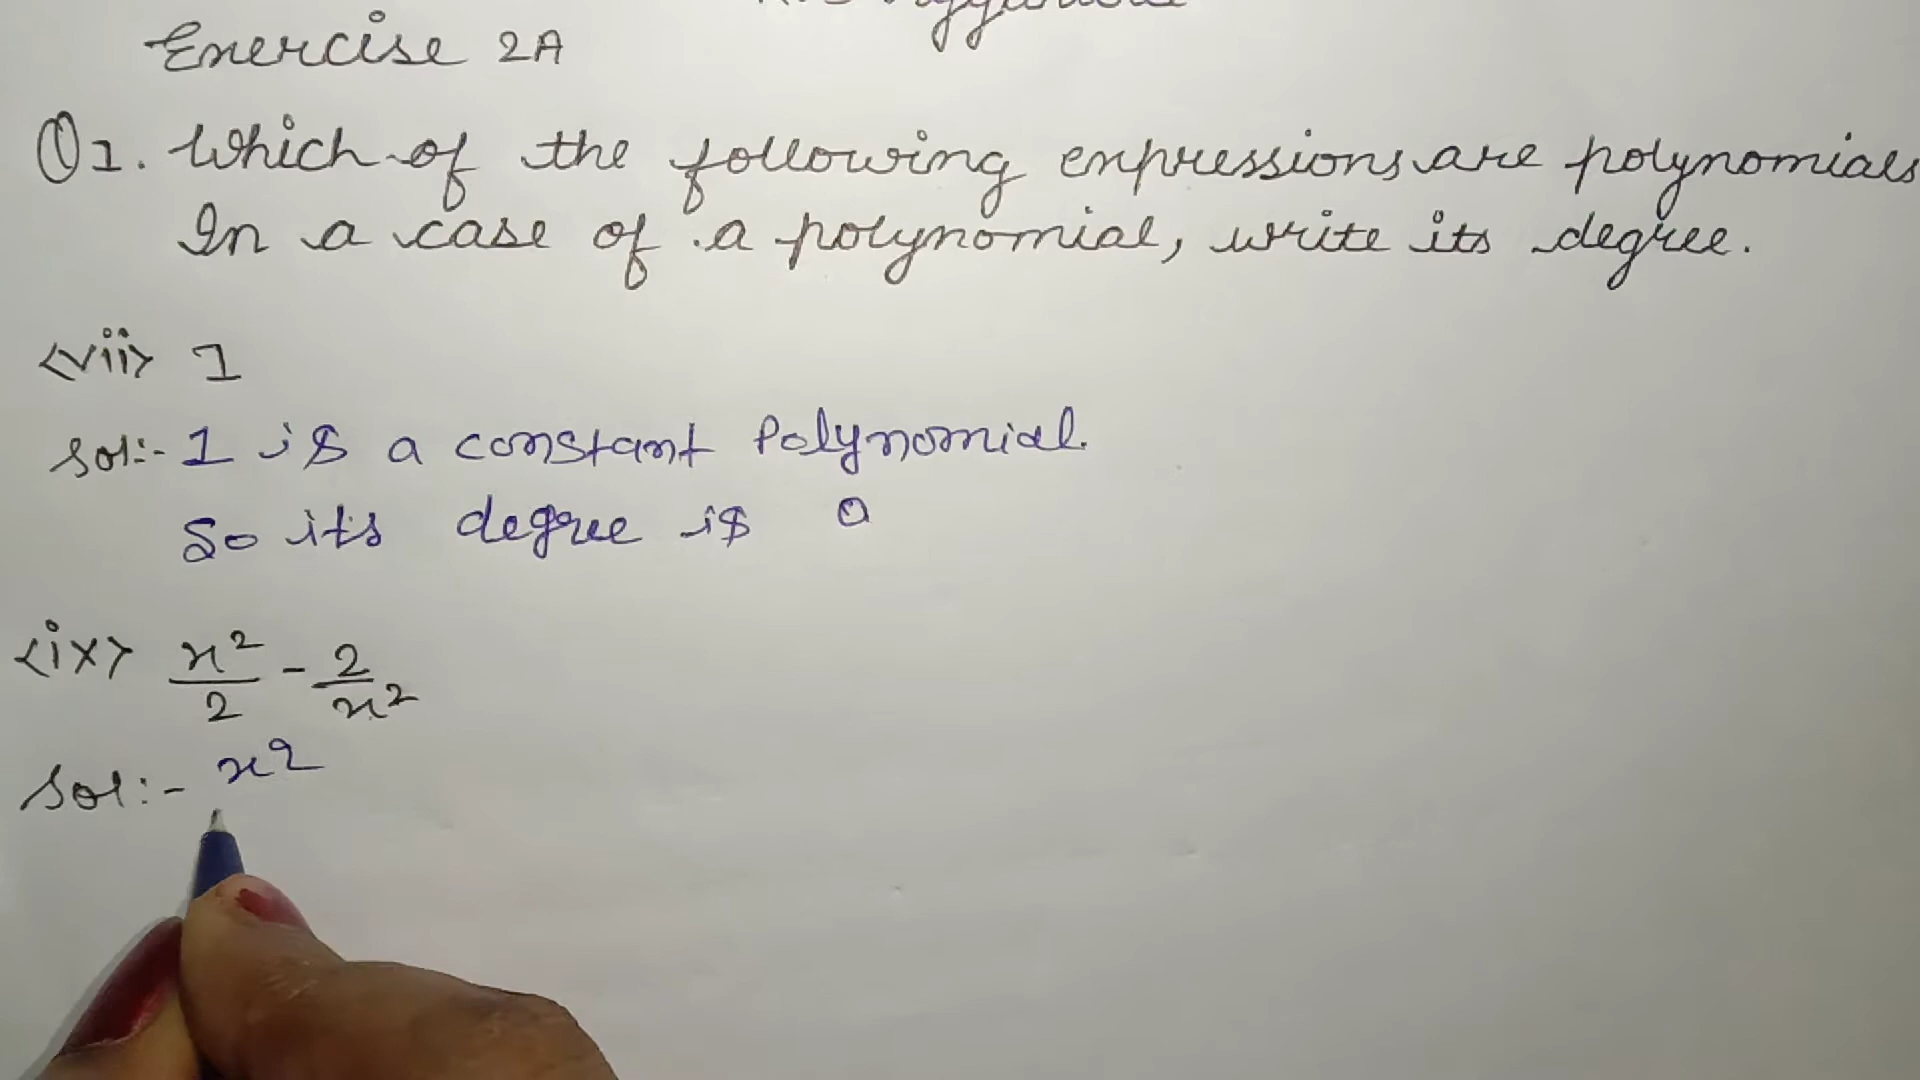 Exercise 2A
Q1. Which of the following expressions are polynomials
In a case of a polynomial, write its degree.
<vii> 1
Sol:- 1 is a constant Polynomial.
So its degree is 0
<ix> x²/2 - 2/x²
Sol:- x²